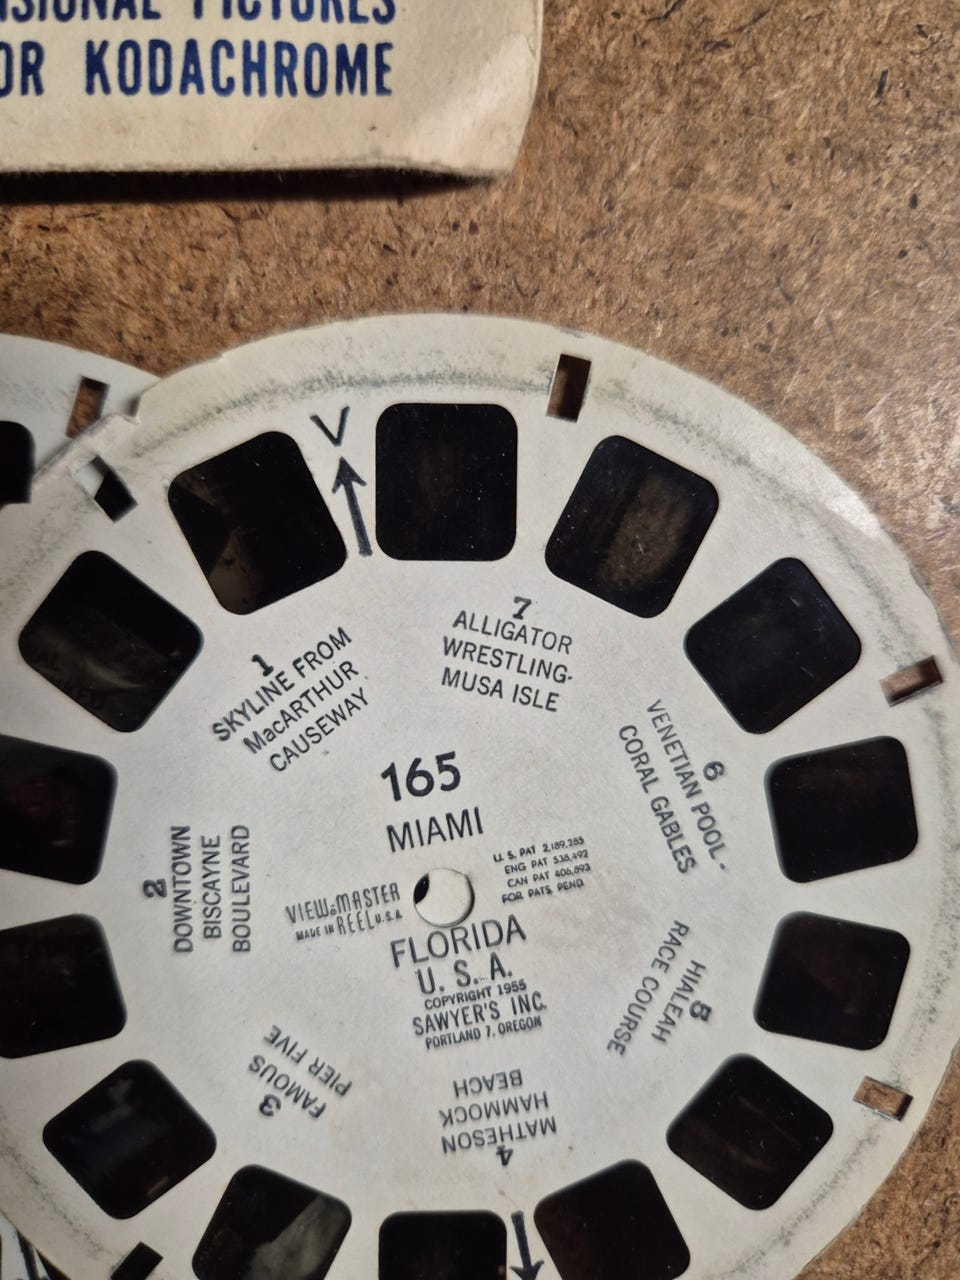 SIONAL PICTURES
OR KODACHROME
V
1
SKYLINE FROM
MacARTHUR
CAUSEWAY
7
ALLIGATOR
WRESTLING-
MUSA ISLE
6
VENETIAN POOL-
CORAL GABLES
165
MIAMI
2
DOWNTOWN
BISCAYNE
BOULEVARD
VIEW-MASTER
MADE IN REEL U.S.A.
U.S. PAT 2,189,285
ENG PAT 538,492
CAN PAT 406,893
FOR PATS. PEND.
FLORIDA
U. S. A.
COPYRIGHT 1955
SAWYER'S INC.
PORTLAND 7, OREGON
5
HIALEAH
RACE COURSE
3
FAMOUS
PIER FIVE
4
MATHESON
HAMMOCK
BEACH